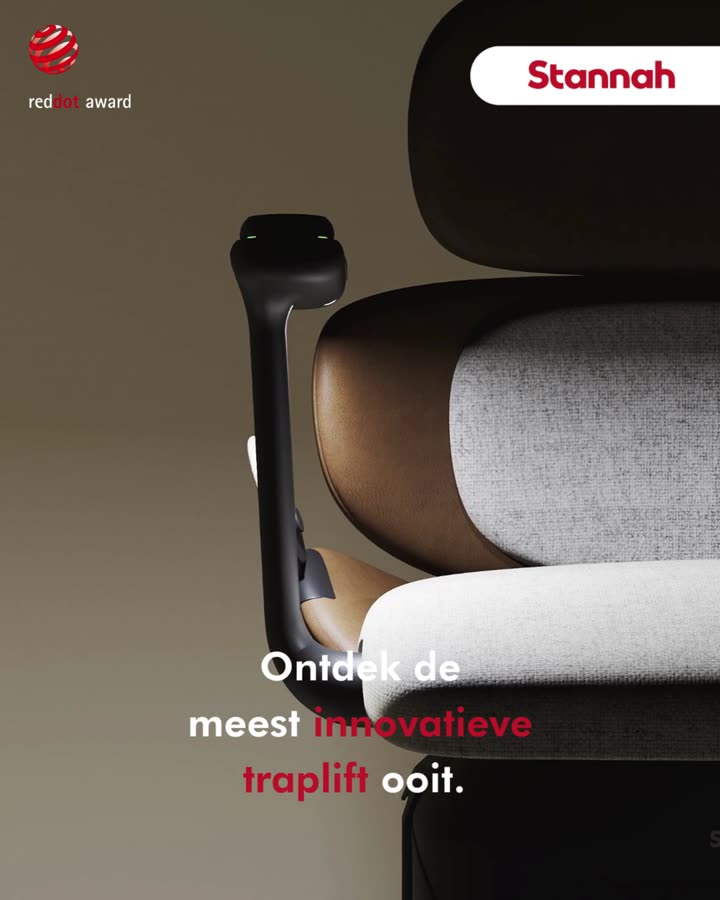 reddot award
Stannah
Ontdek de
meest innovatieve
traplift ooit.